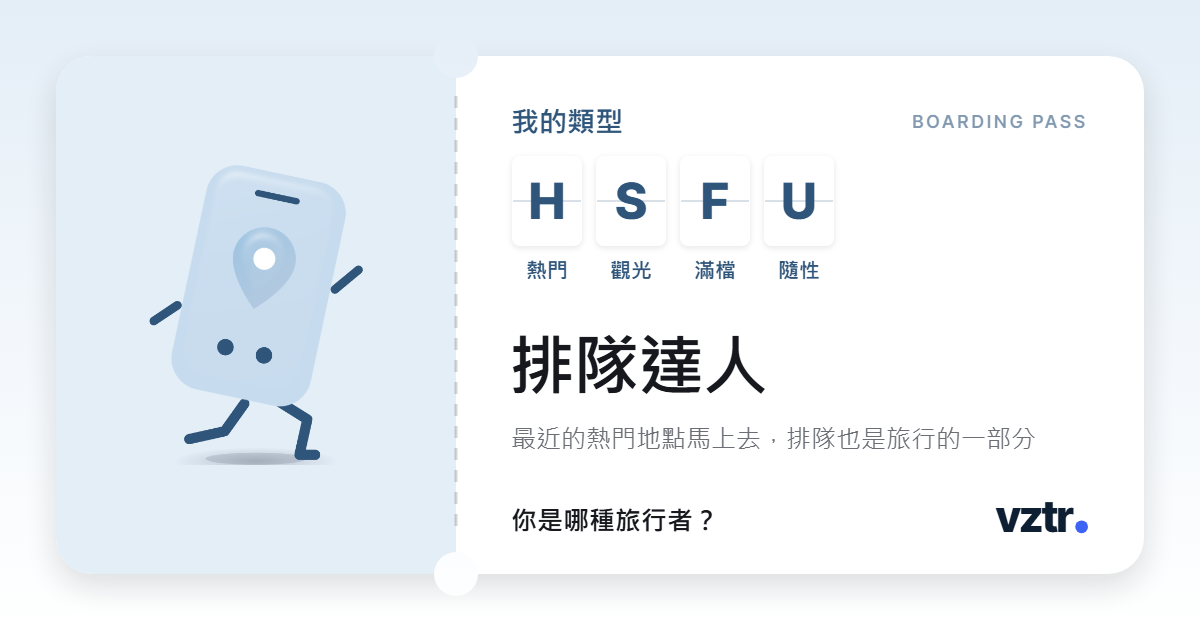 我的類型
BOARDING PASS
H S F U
熱門 觀光 滿檔 隨性
排隊達人
最近的熱門地點馬上去，排隊也是旅行的一部分
你是哪種旅行者？
vztr.